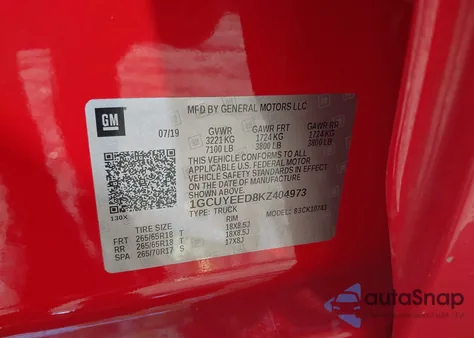 GM
MFD BY GENERAL MOTORS LLC
07/19 GVWR GAWR FRT GAWR RR
3221 KG 1724 KG 1724 KG
7100 LB 3800 LB 3800 LB
THIS VEHICLE CONFORMS TO ALL APPLICABLE
U.S. FEDERAL MOTOR VEHICLE
SAFETY STANDARDS IN EFFECT
ON THE DATE OF MANUFACTURE
SHOWN ABOVE.
1GCUYEED8KZ404973
130X
TYPE: TRUCK MODEL:
TIRE SIZE RIM
FRT 265/65R18 T 18X8.5J
RR 265/65R18 T 18X8.5J
SPA 265/70R17 S 17X8J
autoSnap